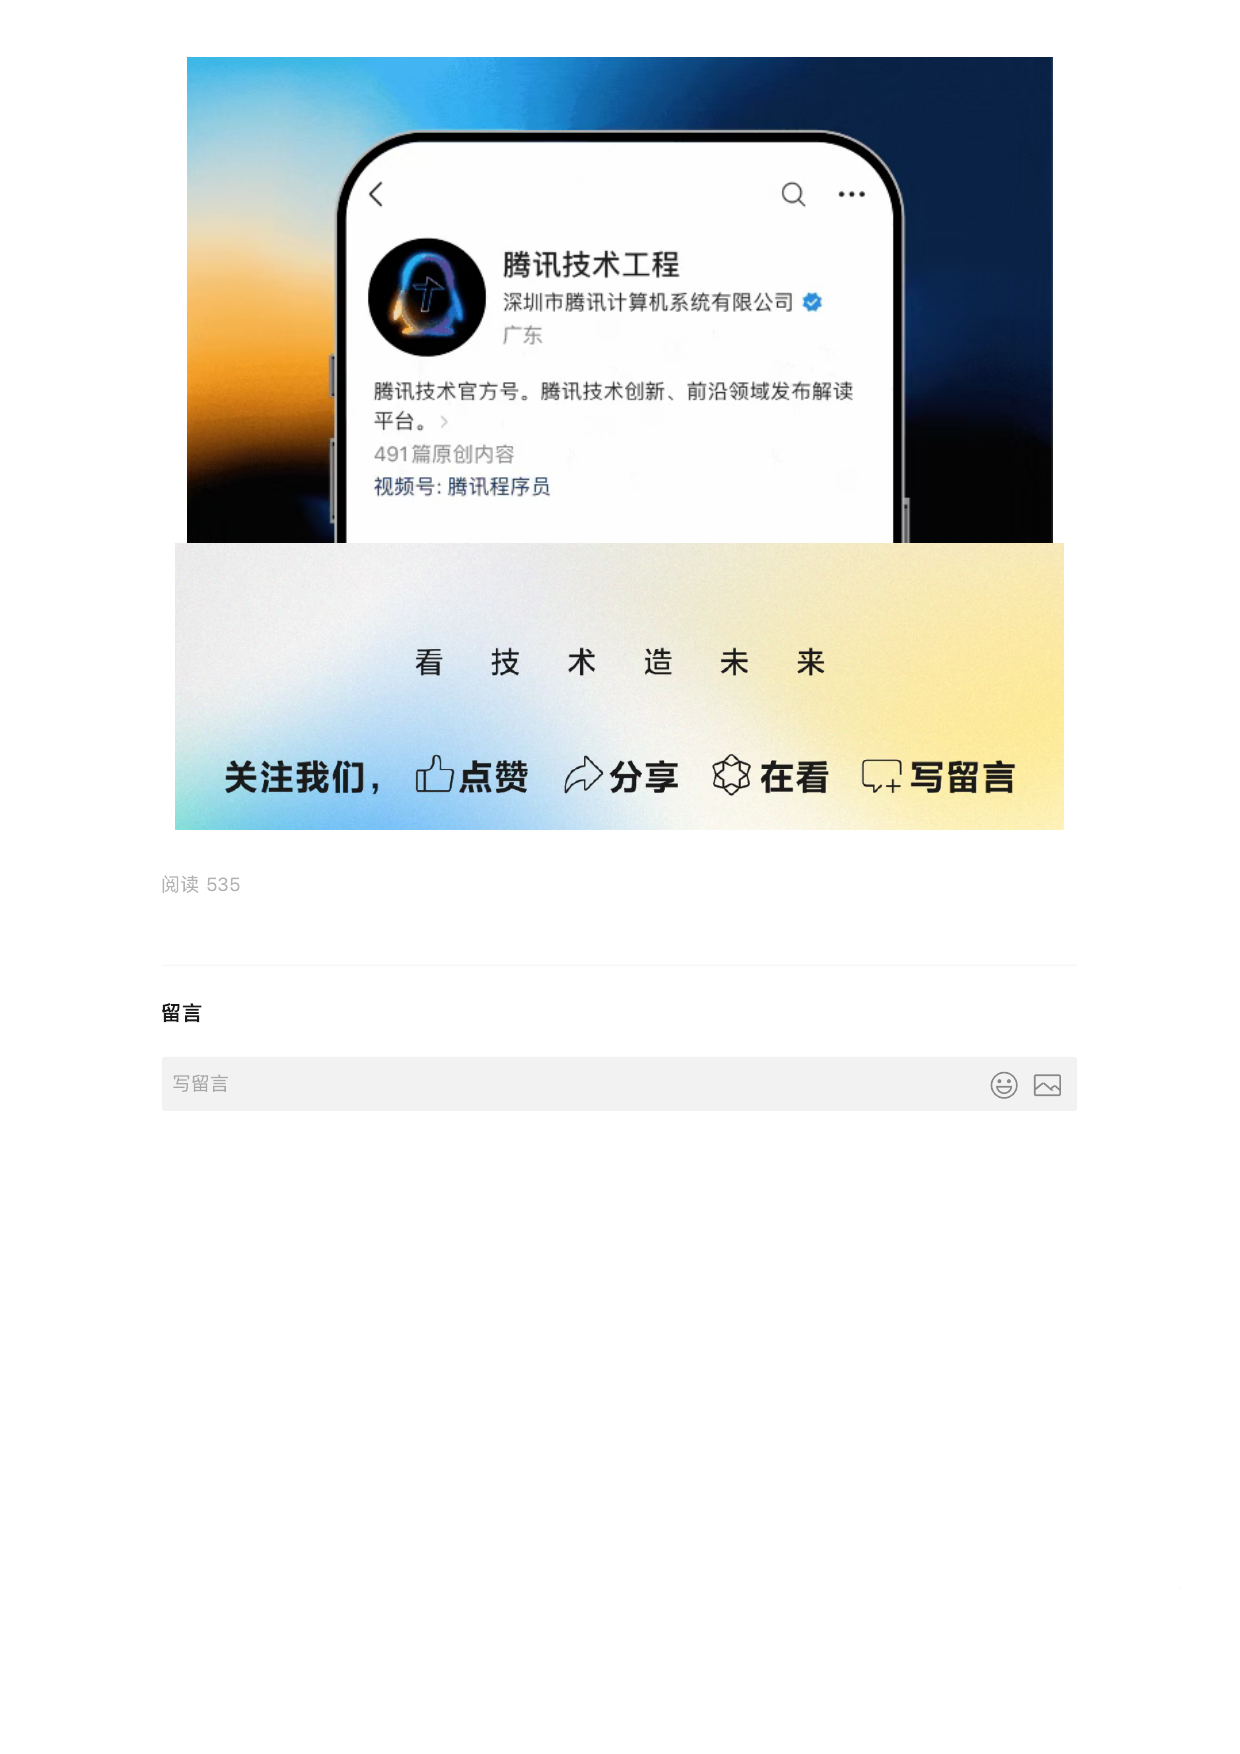 腾讯技术工程
深圳市腾讯计算机系统有限公司
广东
腾讯技术官方号。腾讯技术创新、前沿领域发布解读
平台。
491篇原创内容
视频号: 腾讯程序员
看 技 术 造 未 来
关注我们， 点赞 分享 在看 写留言
阅读 535
留言
写留言